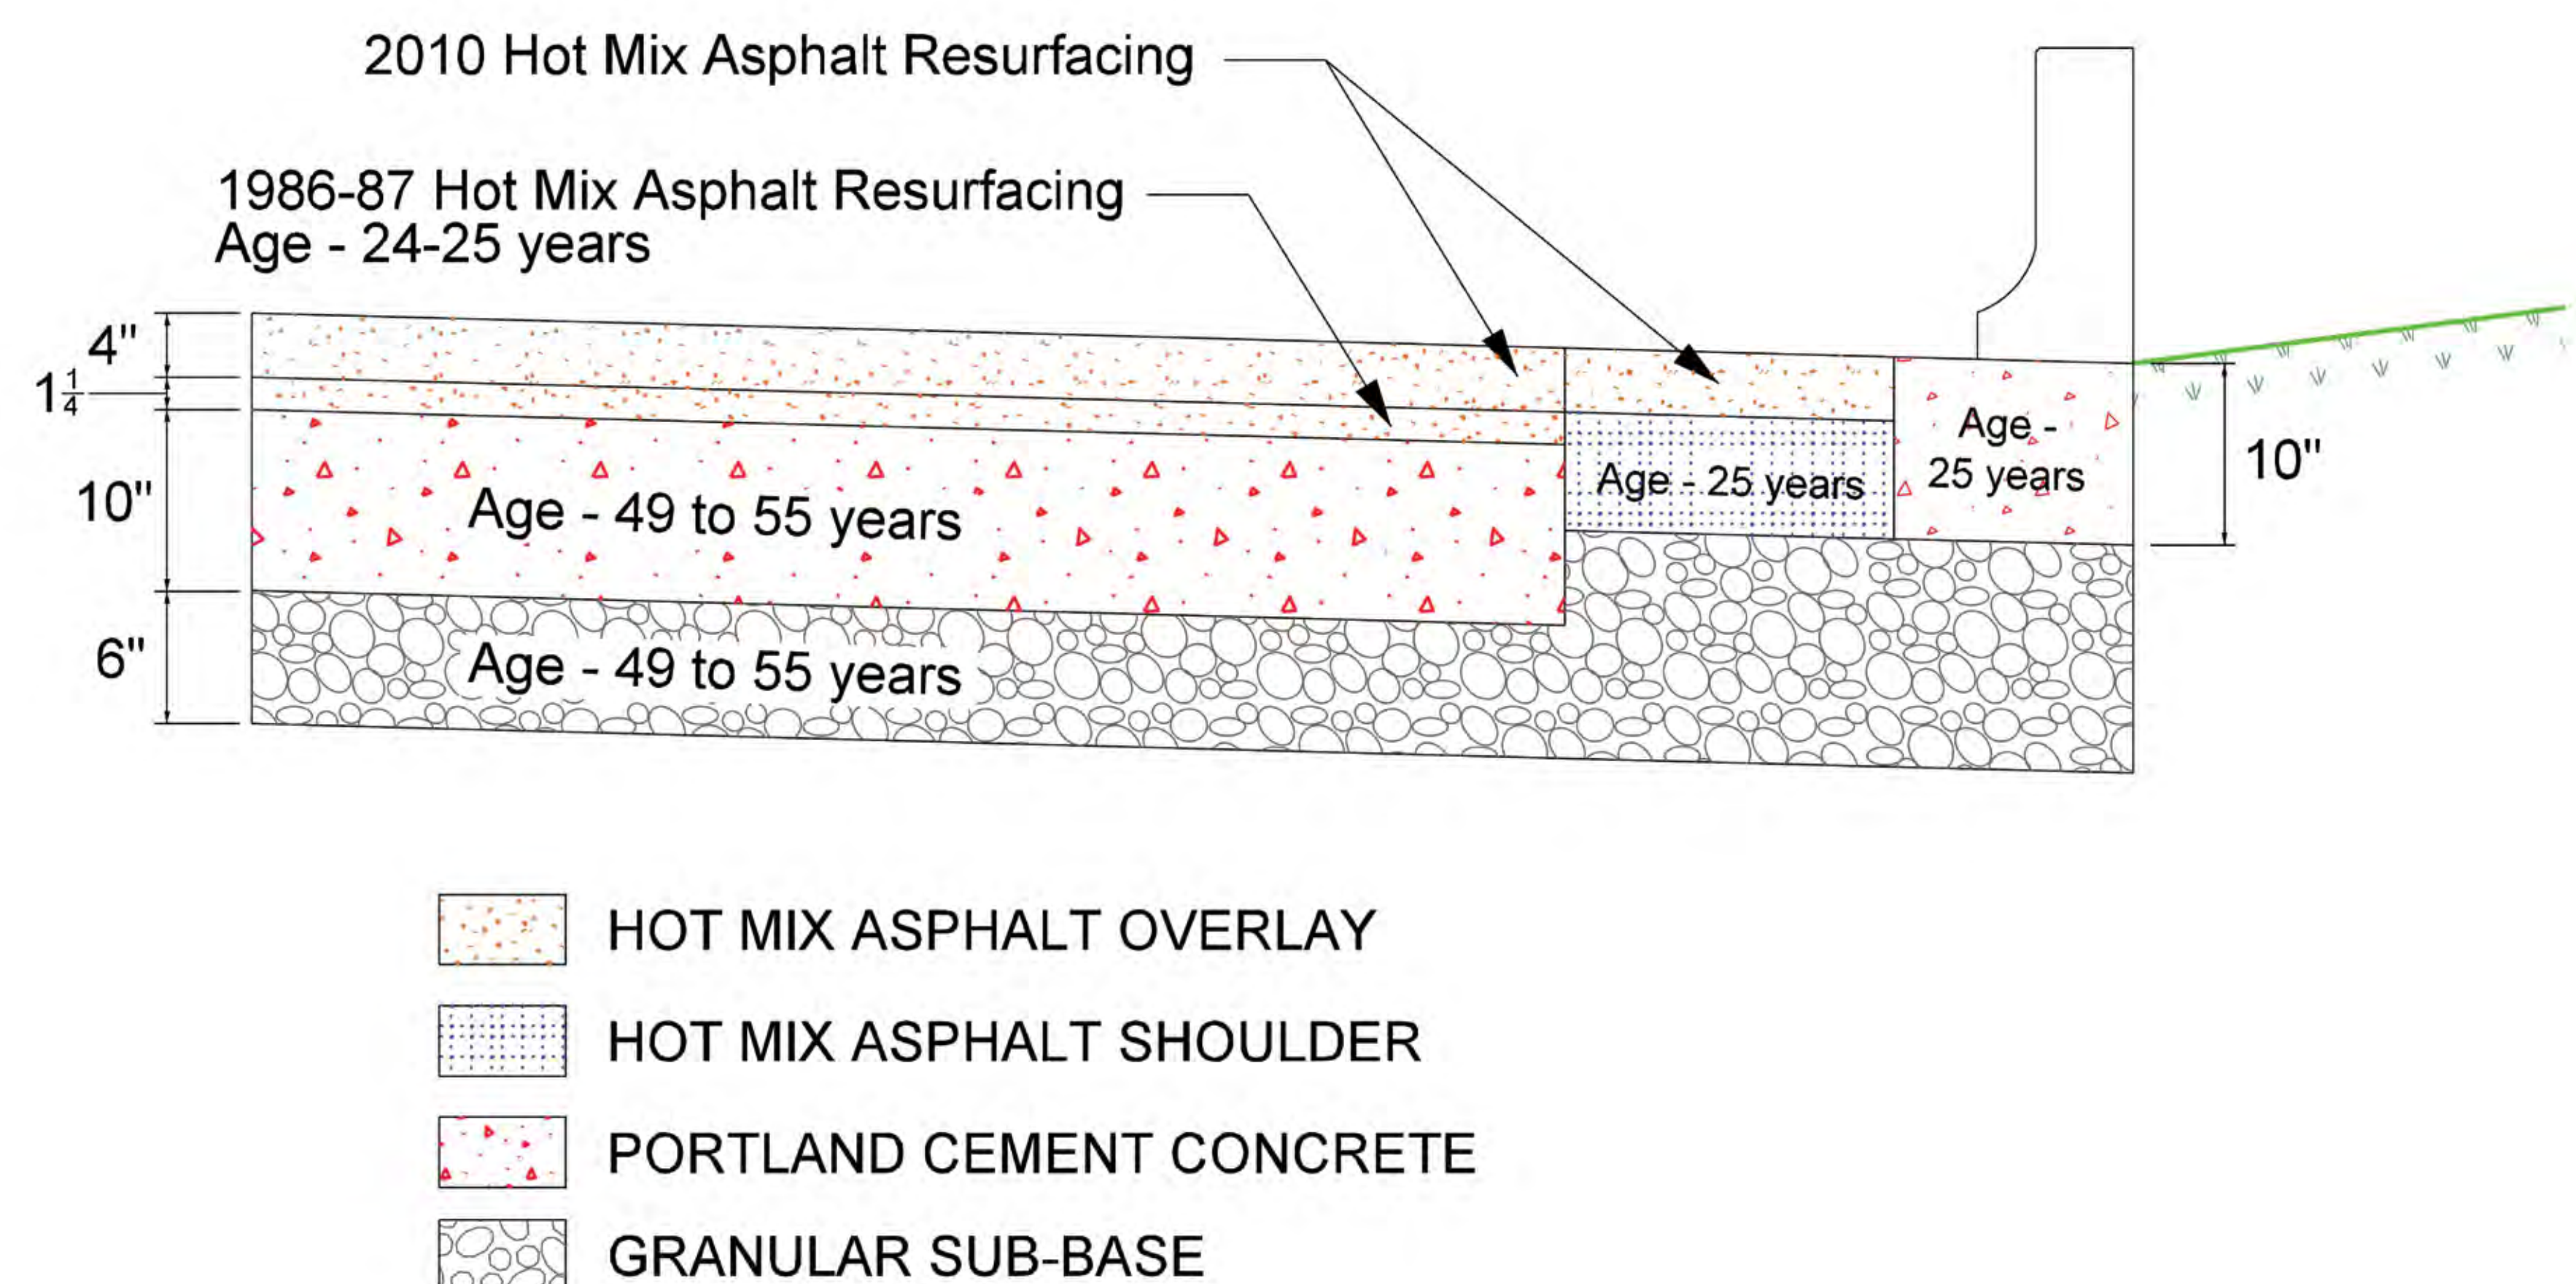 2010 Hot Mix Asphalt Resurfacing
1986-87 Hot Mix Asphalt Resurfacing
Age - 24-25 years
4"
1 1/4
10"
6"
Age - 49 to 55 years
Age - 49 to 55 years
Age - 25 years
Age -
25 years
10"
HOT MIX ASPHALT OVERLAY
HOT MIX ASPHALT SHOULDER
PORTLAND CEMENT CONCRETE
GRANULAR SUB-BASE